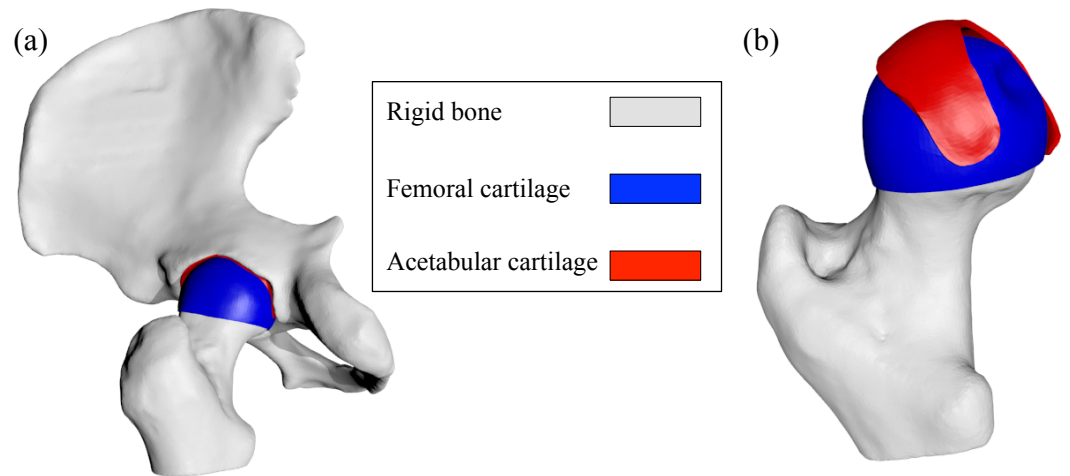 (a)
Rigid bone
Femoral cartilage
Acetabular cartilage
(b)